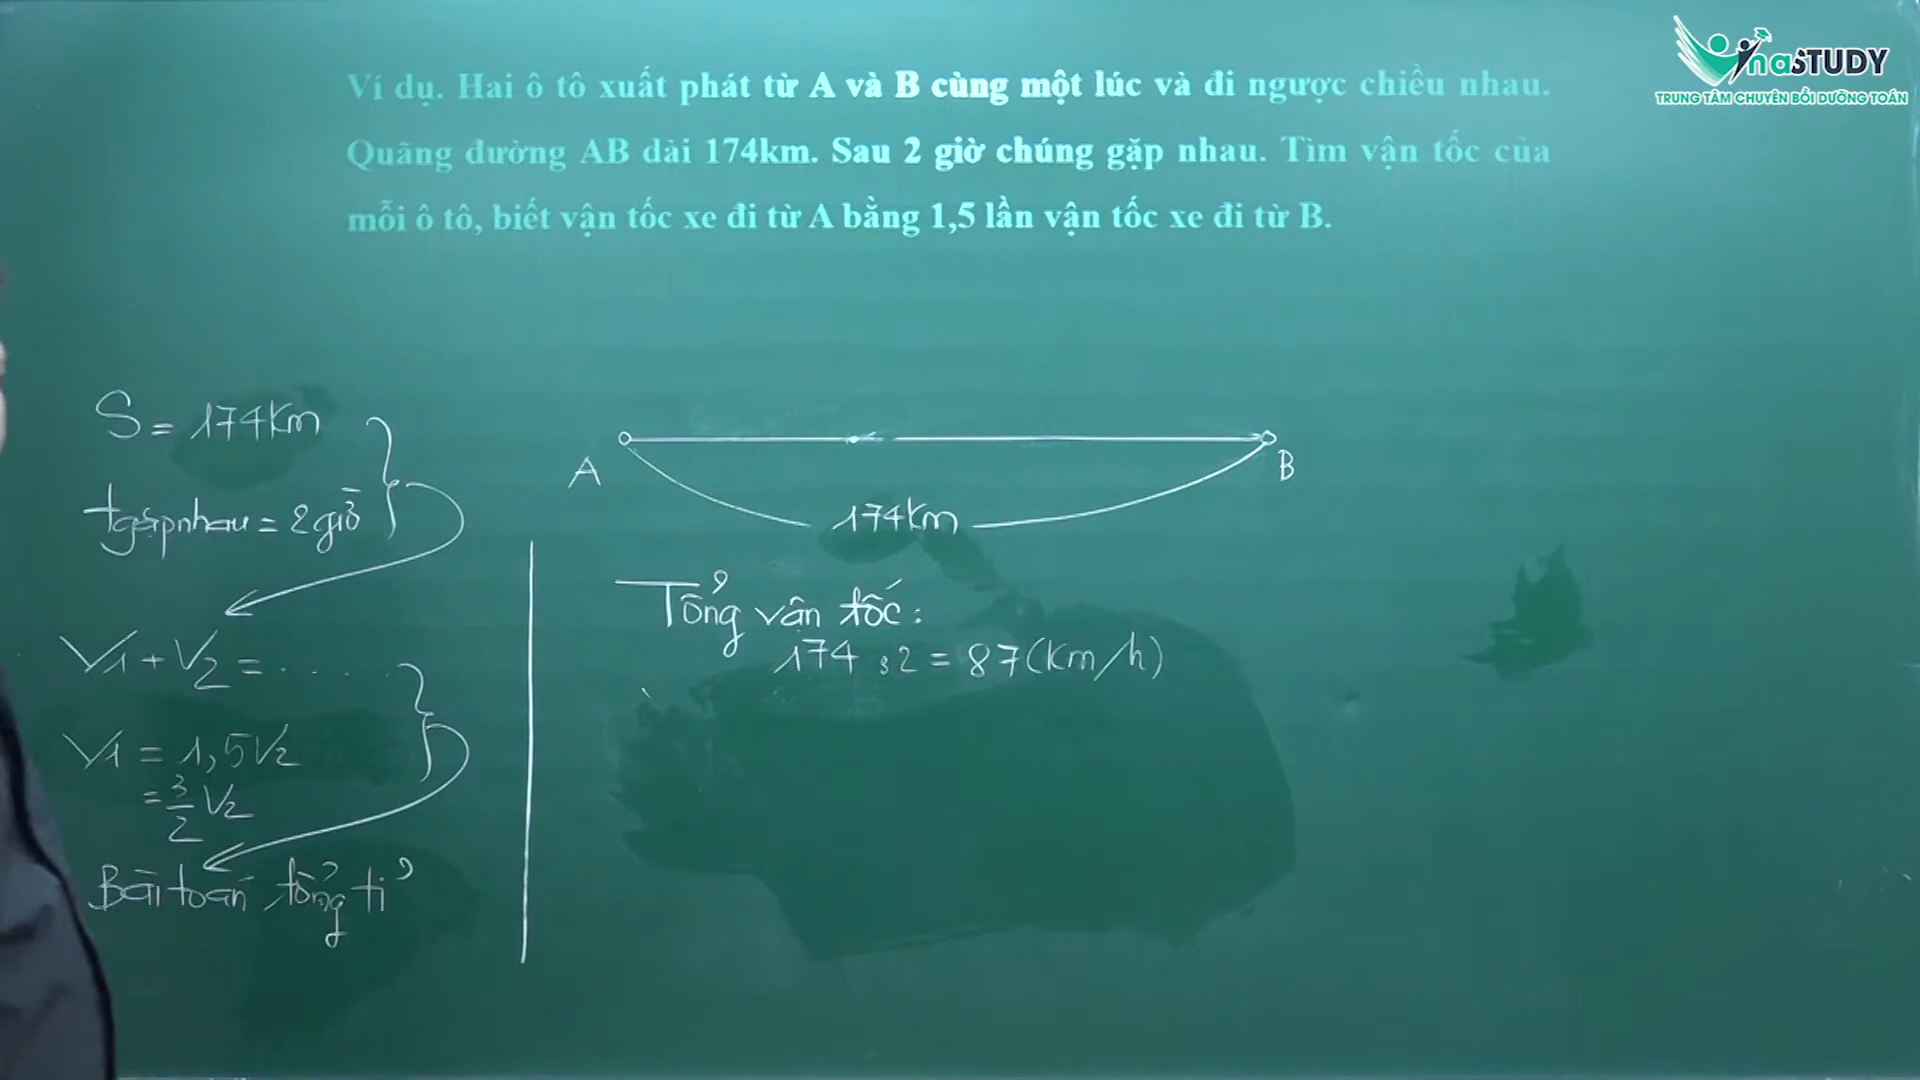 Ví dụ. Hai ô tô xuất phát từ A và B cùng một lúc và đi ngược chiều nhau.
Quãng đường AB dài 174km. Sau 2 giờ chúng gặp nhau. Tìm vận tốc của
mỗi ô tô, biết vận tốc xe đi từ A bằng 1,5 lần vận tốc xe đi từ B.
VinaSTUDY
TRUNG TÂM CHUYÊN BỒI DƯỠNG TOÁN
S = 174km
tgặp nhau = 2 giờ
V1 + V2 = ......
V1 = 1,5V2
= 3/2 V2
Bài toán tổng tỉ
A
B
174km
Tổng vận tốc:
174 : 2 = 87 (km/h)